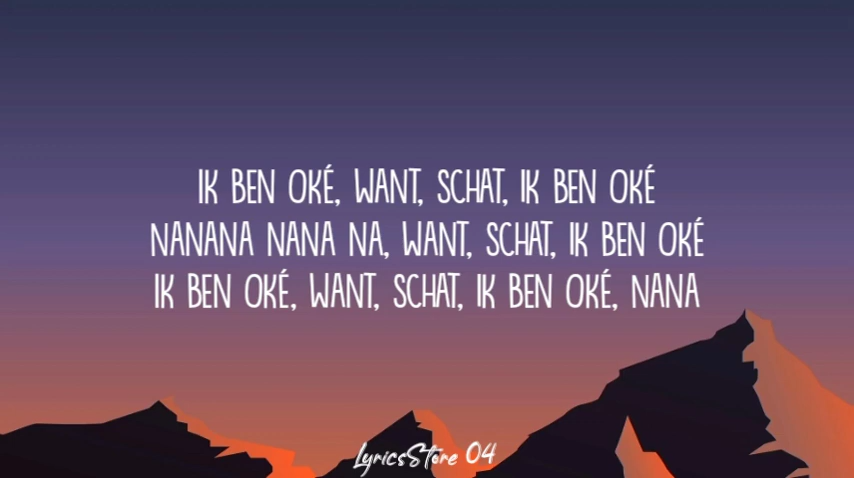 IK BEN OKÉ, WANT, SCHAT, IK BEN OKÉ
NANANA NANA NA, WANT, SCHAT, IK BEN OKÉ
IK BEN OKÉ, WANT, SCHAT, IK BEN OKÉ, NANA
LyricsStore 04